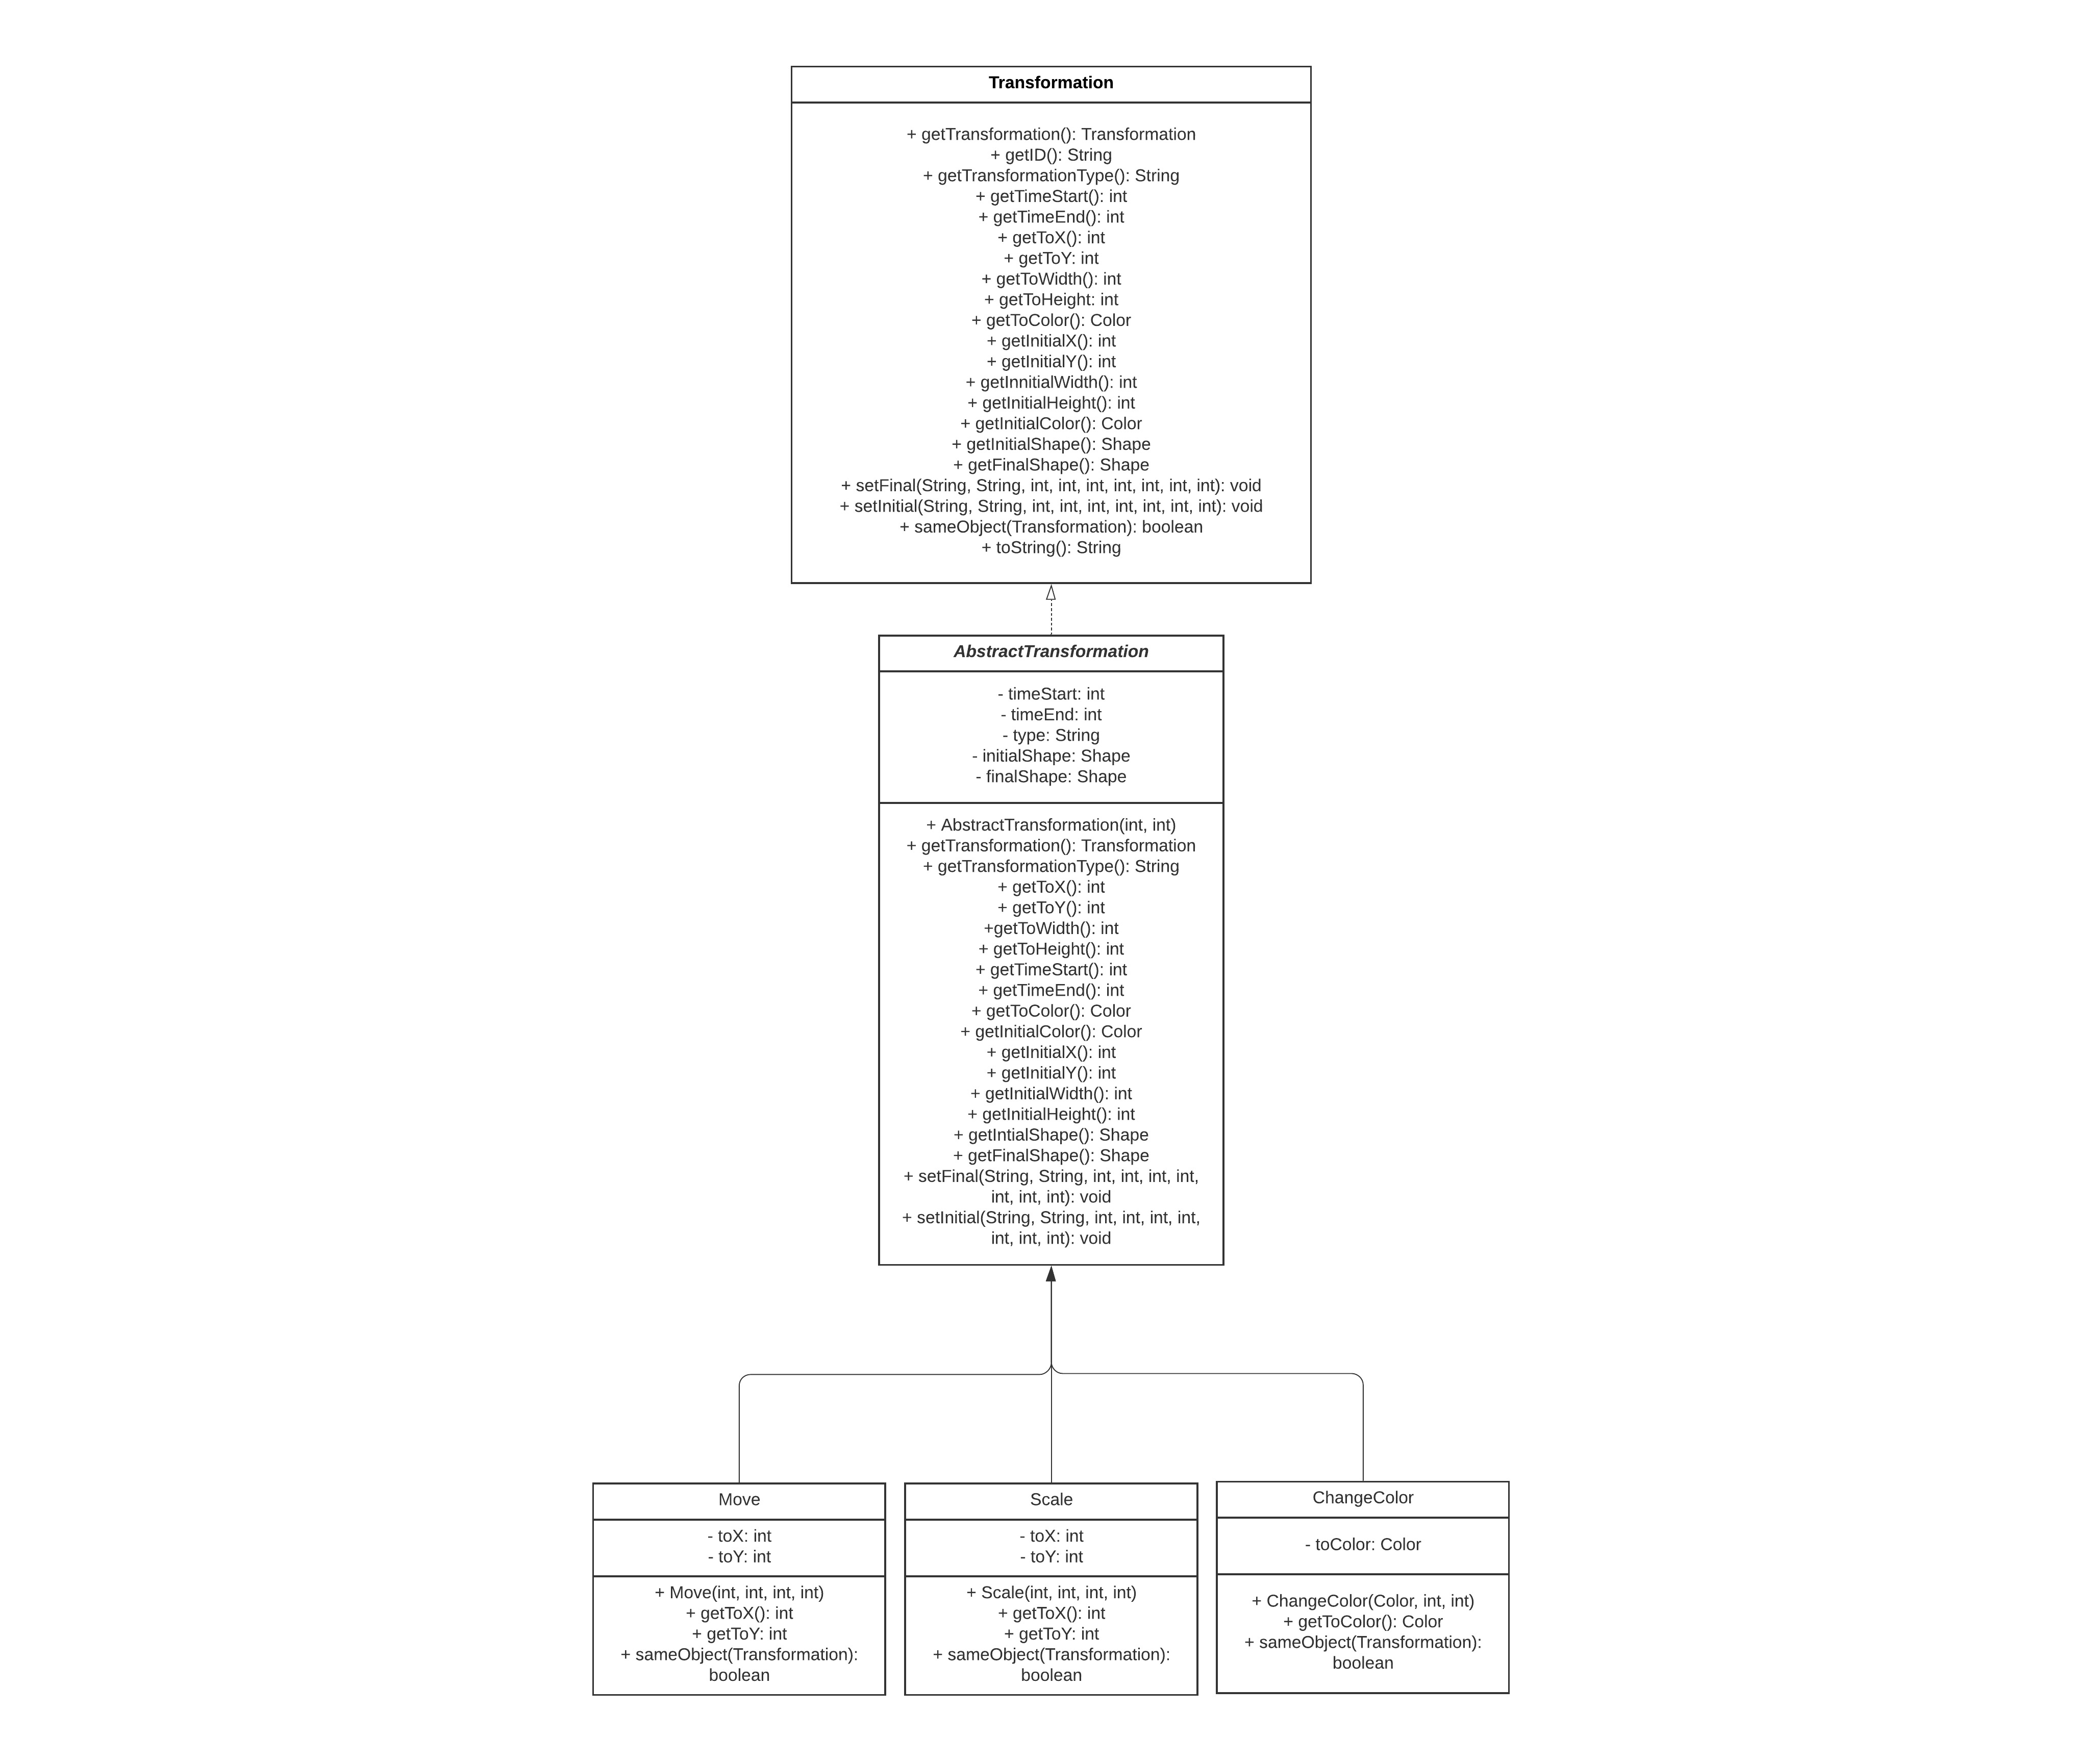 Transformation
+ getTransformation(): Transformation
+ getID(): String
+ getTransformationType(): String
+ getTimeStart(): int
+ getTimeEnd(): int
+ getToX(): int
+ getToY: int
+ getToWidth(): int
+ getToHeight: int
+ getToColor(): Color
+ getInitialX(): int
+ getInitialY(): int
+ getInnitialWidth(): int
+ getInitialHeight(): int
+ getInitialColor(): Color
+ getInitialShape(): Shape
+ getFinalShape(): Shape
+ setFinal(String, String, int, int, int, int, int, int, int): void
+ setInitial(String, String, int, int, int, int, int, int, int): void
+ sameObject(Transformation): boolean
+ toString(): String
AbstractTransformation
- timeStart: int
- timeEnd: int
- type: String
- initialShape: Shape
- finalShape: Shape
+ AbstractTransformation(int, int)
+ getTransformation(): Transformation
+ getTransformationType(): String
+ getToX(): int
+ getToY(): int
+getToWidth(): int
+ getToHeight(): int
+ getTimeStart(): int
+ getTimeEnd(): int
+ getToColor(): Color
+ getInitialColor(): Color
+ getInitialX(): int
+ getInitialY(): int
+ getInitialWidth(): int
+ getInitialHeight(): int
+ getIntialShape(): Shape
+ getFinalShape(): Shape
+ setFinal(String, String, int, int, int, int,
int, int, int): void
+ setInitial(String, String, int, int, int, int,
int, int, int): void
Move
- toX: int
- toY: int
+ Move(int, int, int, int)
+ getToX(): int
+ getToY: int
+ sameObject(Transformation):
boolean
Scale
- toX: int
- toY: int
+ Scale(int, int, int, int)
+ getToX(): int
+ getToY: int
+ sameObject(Transformation):
boolean
ChangeColor
- toColor: Color
+ ChangeColor(Color, int, int)
+ getToColor(): Color
+ sameObject(Transformation):
boolean